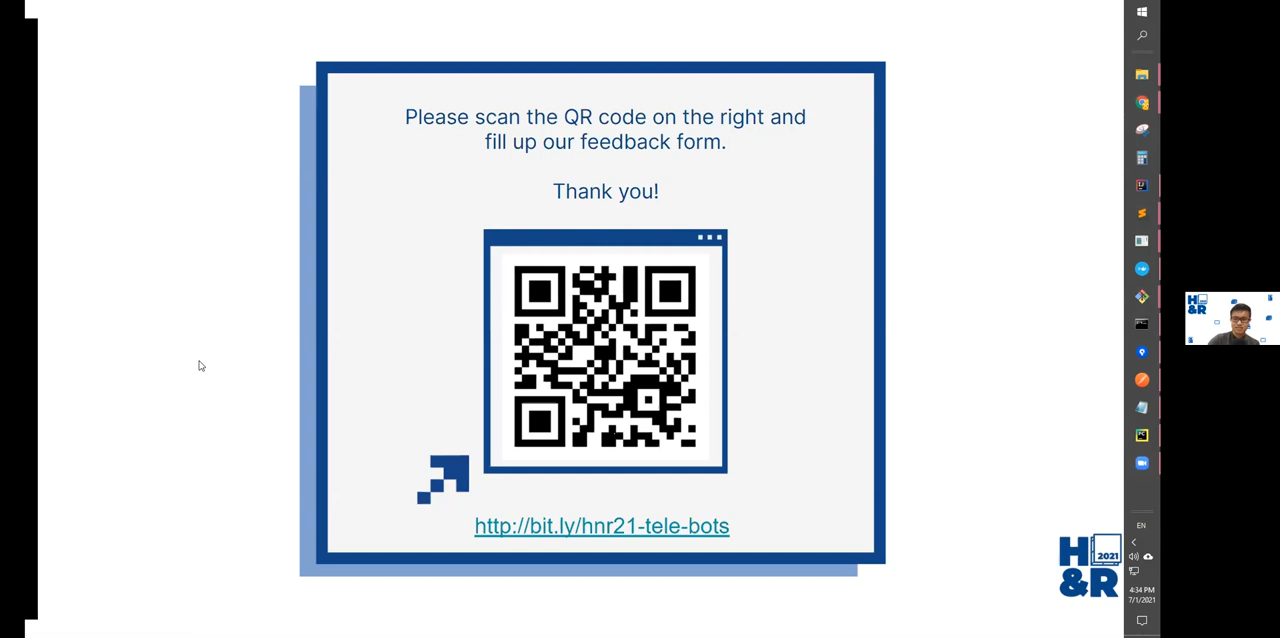 Please scan the QR code on the right and
fill up our feedback form.
Thank you!
http://bit.ly/hnr21-tele-bots
H 2021
&R
EN
4:34 PM
7/1/2021
H
&R